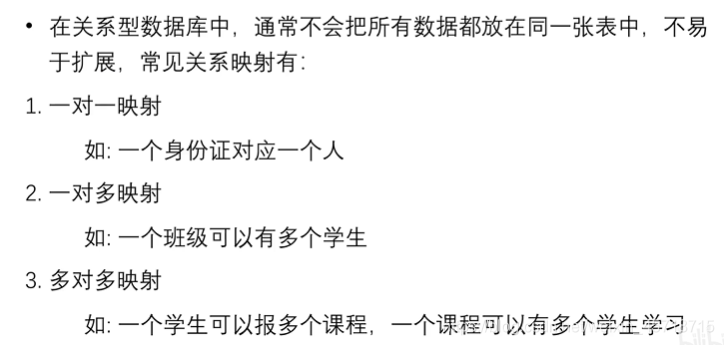 • 在关系型数据库中，通常不会把所有数据都放在同一张表中，不易
于扩展，常见关系映射有：
1. 一对一映射
如: 一个身份证对应一个人
2. 一对多映射
如: 一个班级可以有多个学生
3. 多对多映射
如: 一个学生可以报多个课程，一个课程可以有多个学生学习